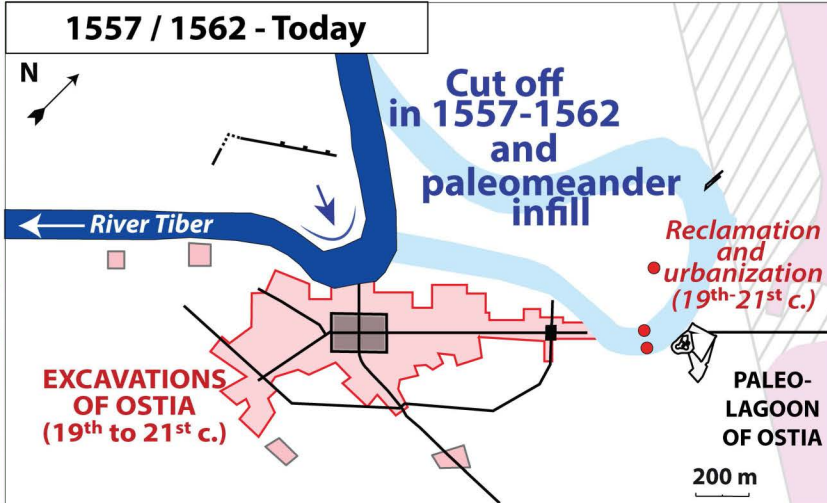 1557 / 1562 - Today
N
Cut off
in 1557-1562
and
paleomeander
infill
River Tiber
Reclamation
and
urbanization
(19th-21st c.)
EXCAVATIONS
OF OSTIA
(19th to 21st c.)
PALEO-
LAGOON
OF OSTIA
200 m